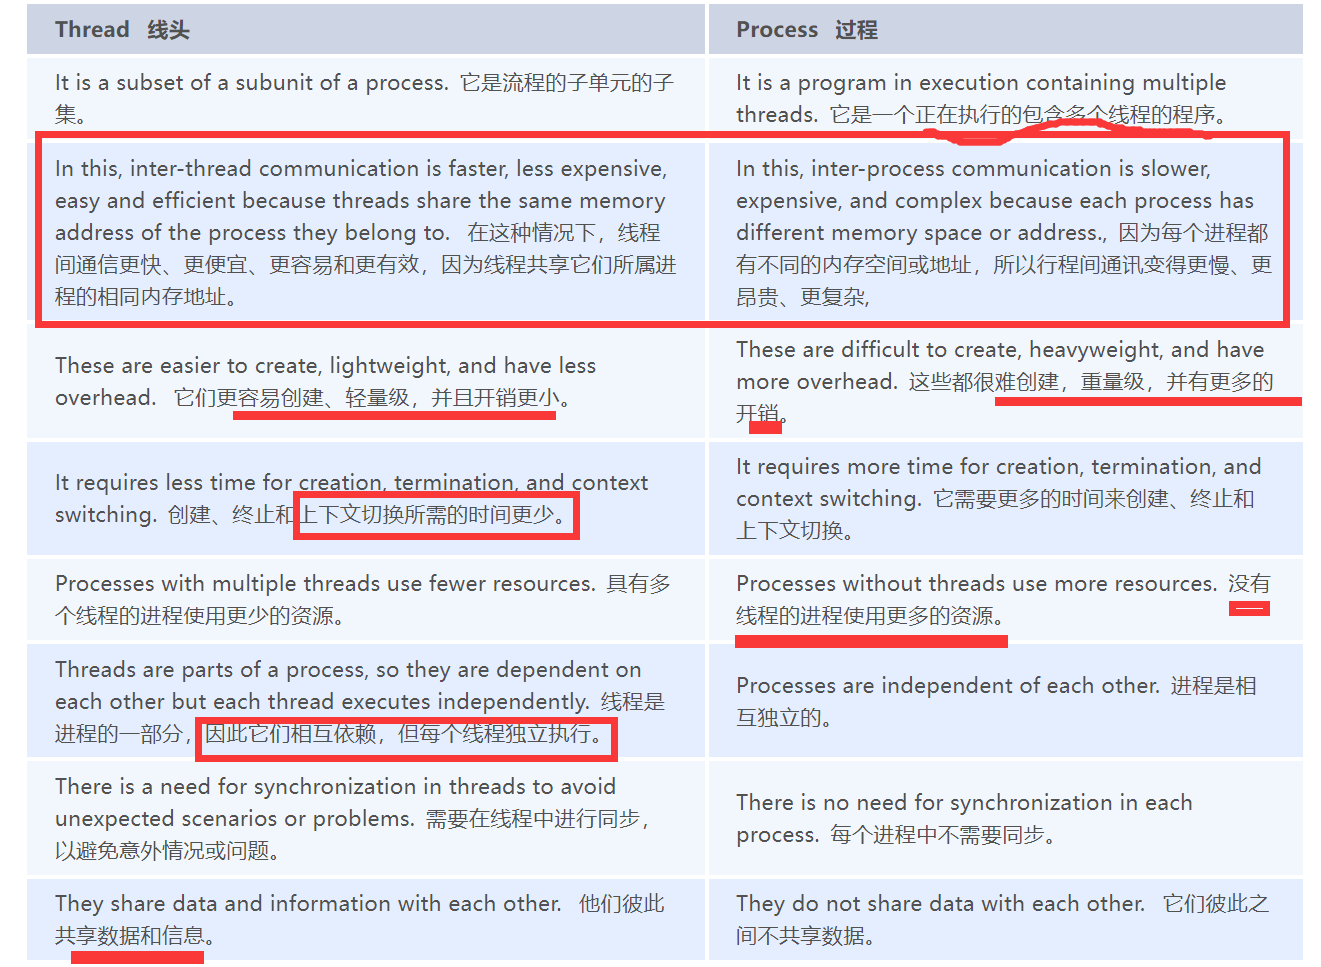 Thread 线头
Process 过程
It is a subset of a subunit of a process. 它是流程的子单元的子
集。
It is a program in execution containing multiple
threads. 它是一个正在执行的包含多个线程的程序。
In this, inter-thread communication is faster, less expensive,
easy and efficient because threads share the same memory
address of the process they belong to. 在这种情况下，线程
间通信更快、更便宜、更容易和更有效，因为线程共享它们所属进
程的相同内存地址。
In this, inter-process communication is slower,
expensive, and complex because each process has
different memory space or address., 因为每个进程都
有不同的内存空间或地址，所以行程间通讯变得更慢、更
昂贵、更复杂,
These are easier to create, lightweight, and have less
overhead. 它们更容易创建、轻量级，并且开销更小。
These are difficult to create, heavyweight, and have
more overhead. 这些都很难创建，重量级，并有更多的
开销。
It requires less time for creation, termination, and context
switching. 创建、终止和上下文切换所需的时间更少。
It requires more time for creation, termination, and
context switching. 它需要更多的时间来创建、终止和
上下文切换。
Processes with multiple threads use fewer resources. 具有多
个线程的进程使用更少的资源。
Processes without threads use more resources. 没有
线程的进程使用更多的资源。
Threads are parts of a process, so they are dependent on
each other but each thread executes independently. 线程是
进程的一部分，因此它们相互依赖，但每个线程独立执行。
Processes are independent of each other. 进程是相
互独立的。
There is a need for synchronization in threads to avoid
unexpected scenarios or problems. 需要在线程中进行同步，
以避免意外情况或问题。
There is no need for synchronization in each
process. 每个进程中不需要同步。
They share data and information with each other. 他们彼此
共享数据和信息。
They do not share data with each other. 它们彼此之
间不共享数据。